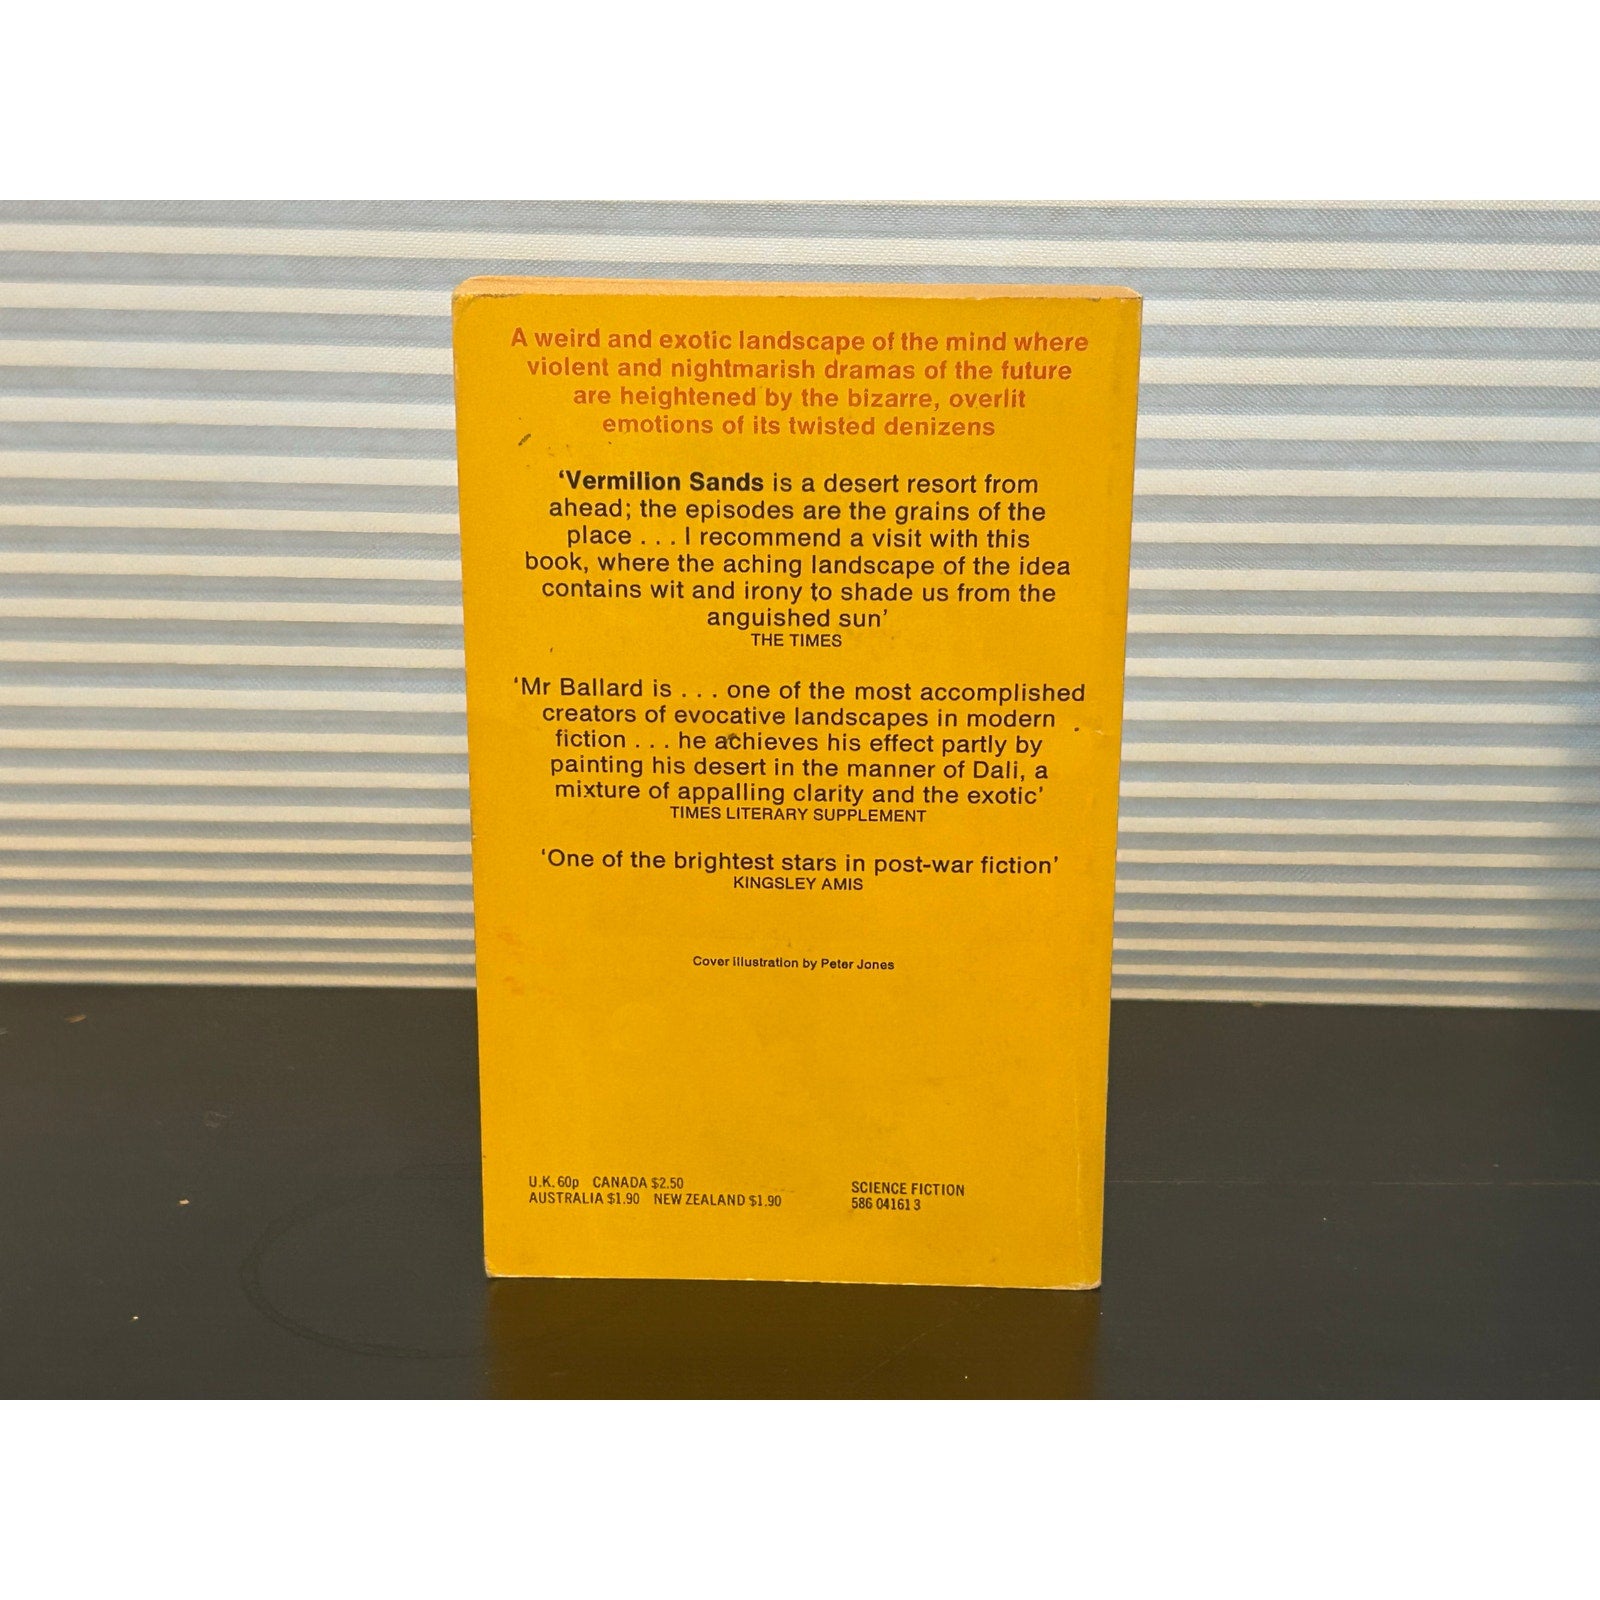 A weird and exotic landscape of the mind where
violent and nightmarish dramas of the future
are heightened by the bizarre, overlit
emotions of its twisted denizens
‘Vermilion Sands is a desert resort from
ahead; the episodes are the grains of the
place . . . I recommend a visit with this
book, where the aching landscape of the idea
contains wit and irony to shade us from the
anguished sun’
THE TIMES
‘Mr Ballard is . . . one of the most accomplished
creators of evocative landscapes in modern
fiction . . . he achieves his effect partly by
painting his desert in the manner of Dali, a
mixture of appalling clarity and the exotic’
TIMES LITERARY SUPPLEMENT
‘One of the brightest stars in post-war fiction’
KINGSLEY AMIS
Cover illustration by Peter Jones
U.K. 60p CANADA $2.50
AUSTRALIA $1.90 NEW ZEALAND $1.90
SCIENCE FICTION
586 04161 3